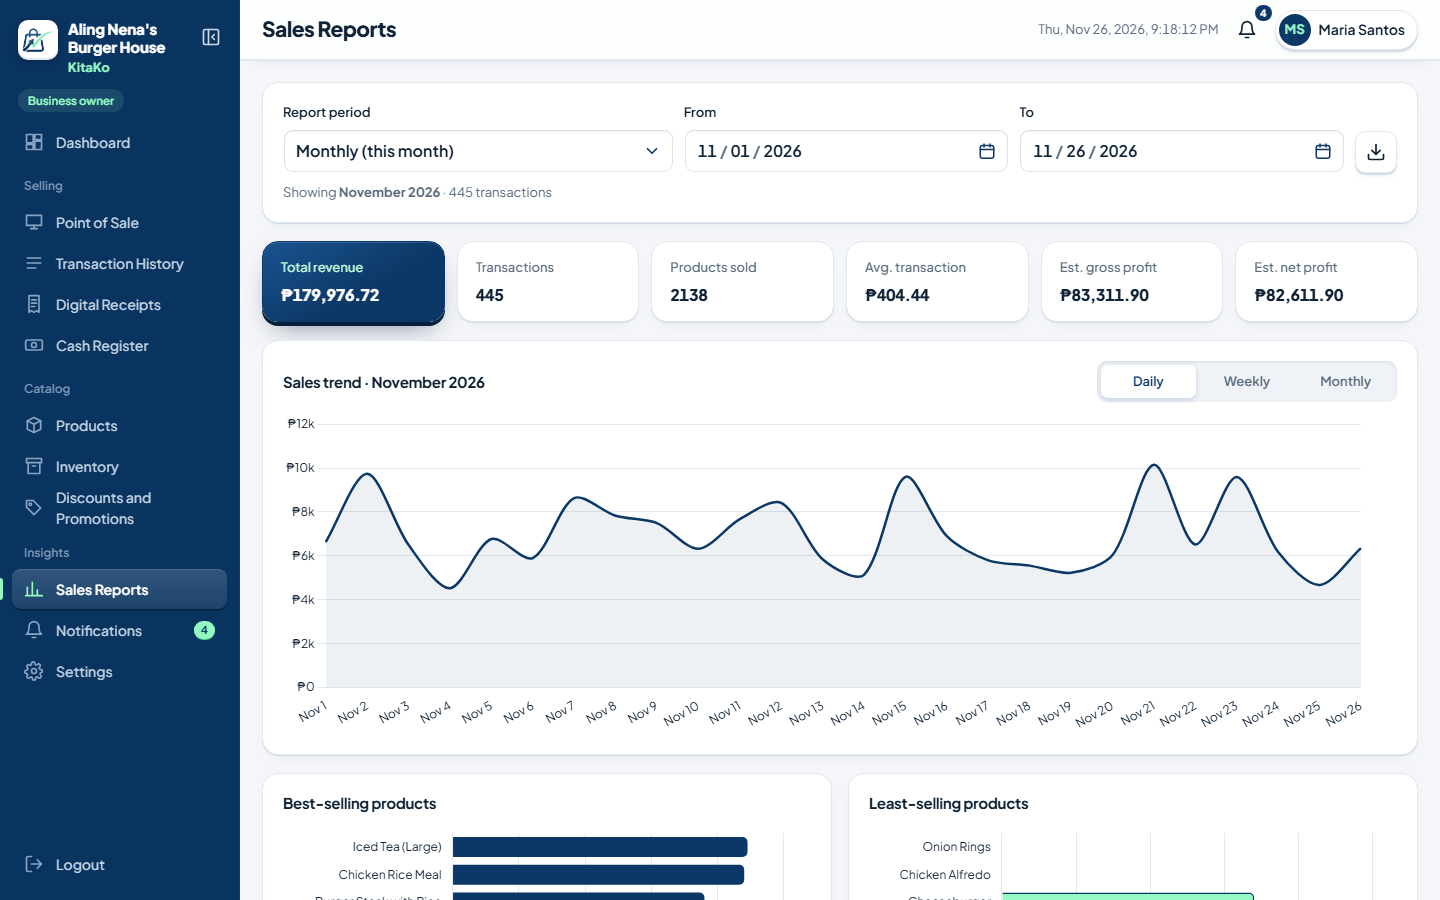 Aling Nena's
Burger House
KitaKo
Business owner
Dashboard
Selling
Point of Sale
Transaction History
Digital Receipts
Cash Register
Catalog
Products
Inventory
Discounts and
Promotions
Insights
Sales Reports
Notifications 4
Settings
Logout
Sales Reports
Thu, Nov 26, 2026, 9:18:12 PM
4
MS
Maria Santos
Report period
From
To
Monthly (this month)
11 / 01 / 2026
11 / 26 / 2026
Showing November 2026 · 445 transactions
Total revenue
₱179,976.72
Transactions
445
Products sold
2138
Avg. transaction
₱404.44
Est. gross profit
₱83,311.90
Est. net profit
₱82,611.90
Sales trend · November 2026
Daily
Weekly
Monthly
₱12k
₱10k
₱8k
₱6k
₱4k
₱2k
₱0
Nov 1
Nov 2
Nov 3
Nov 4
Nov 5
Nov 6
Nov 7
Nov 8
Nov 9
Nov 10
Nov 11
Nov 12
Nov 13
Nov 14
Nov 15
Nov 16
Nov 17
Nov 18
Nov 19
Nov 20
Nov 21
Nov 22
Nov 23
Nov 24
Nov 25
Nov 26
Best-selling products
Iced Tea (Large)
Chicken Rice Meal
Least-selling products
Onion Rings
Chicken Alfredo